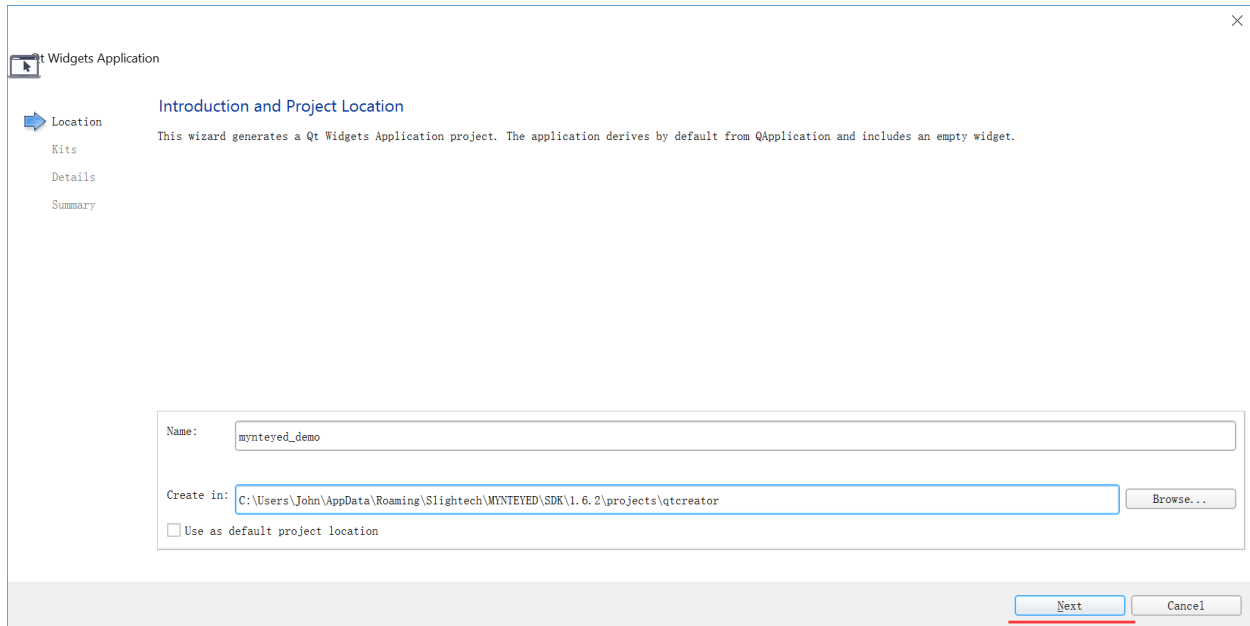 Qt Widgets Application
Introduction and Project Location
Location
This wizard generates a Qt Widgets Application project. The application derives by default from QApplication and includes an empty widget.
Kits
Details
Summary
Name:
mynteyed_demo
Create in:
C:\Users\John\AppData\Roaming\Slightech\MYNTEYED\SDK\1.6.2\projects\qtcreator
Browse...
Use as default project location
Next
Cancel